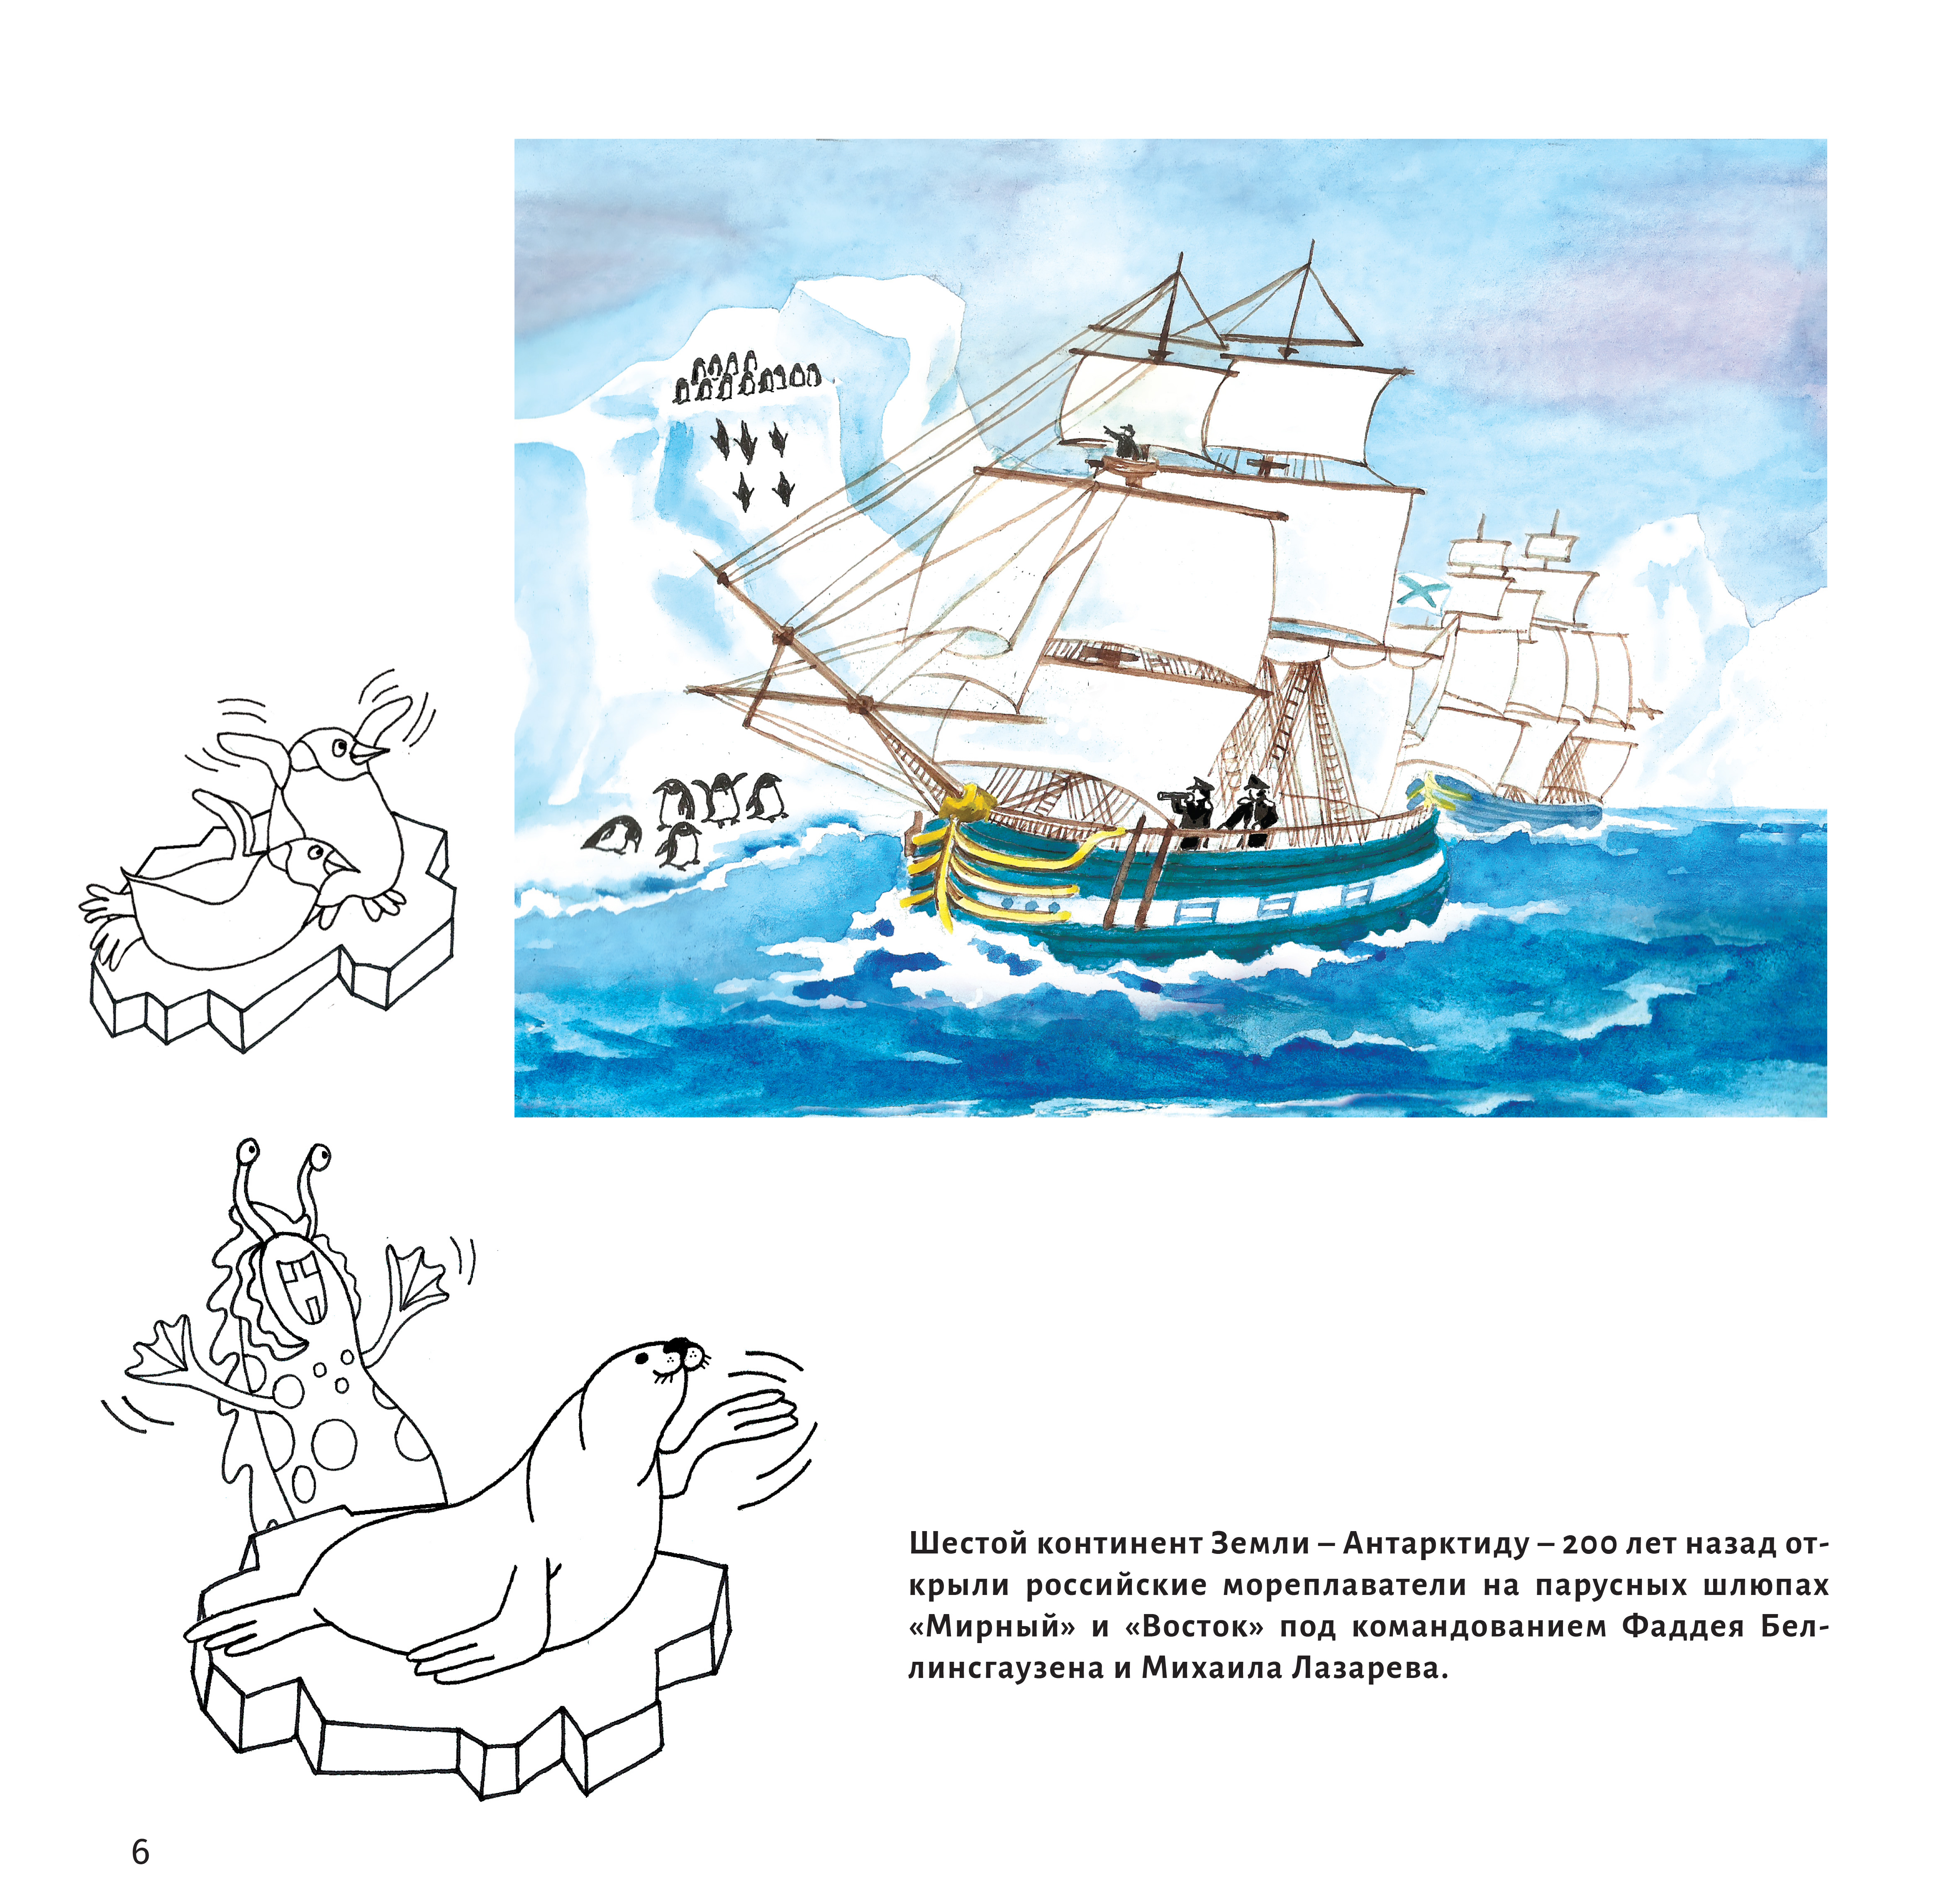 Шестой континент Земли – Антарктиду – 200 лет назад от-
крыли российские мореплаватели на парусных шлюпах
«Мирный» и «Восток» под командованием Фаддея Бел-
линсгаузена и Михаила Лазарева.
6